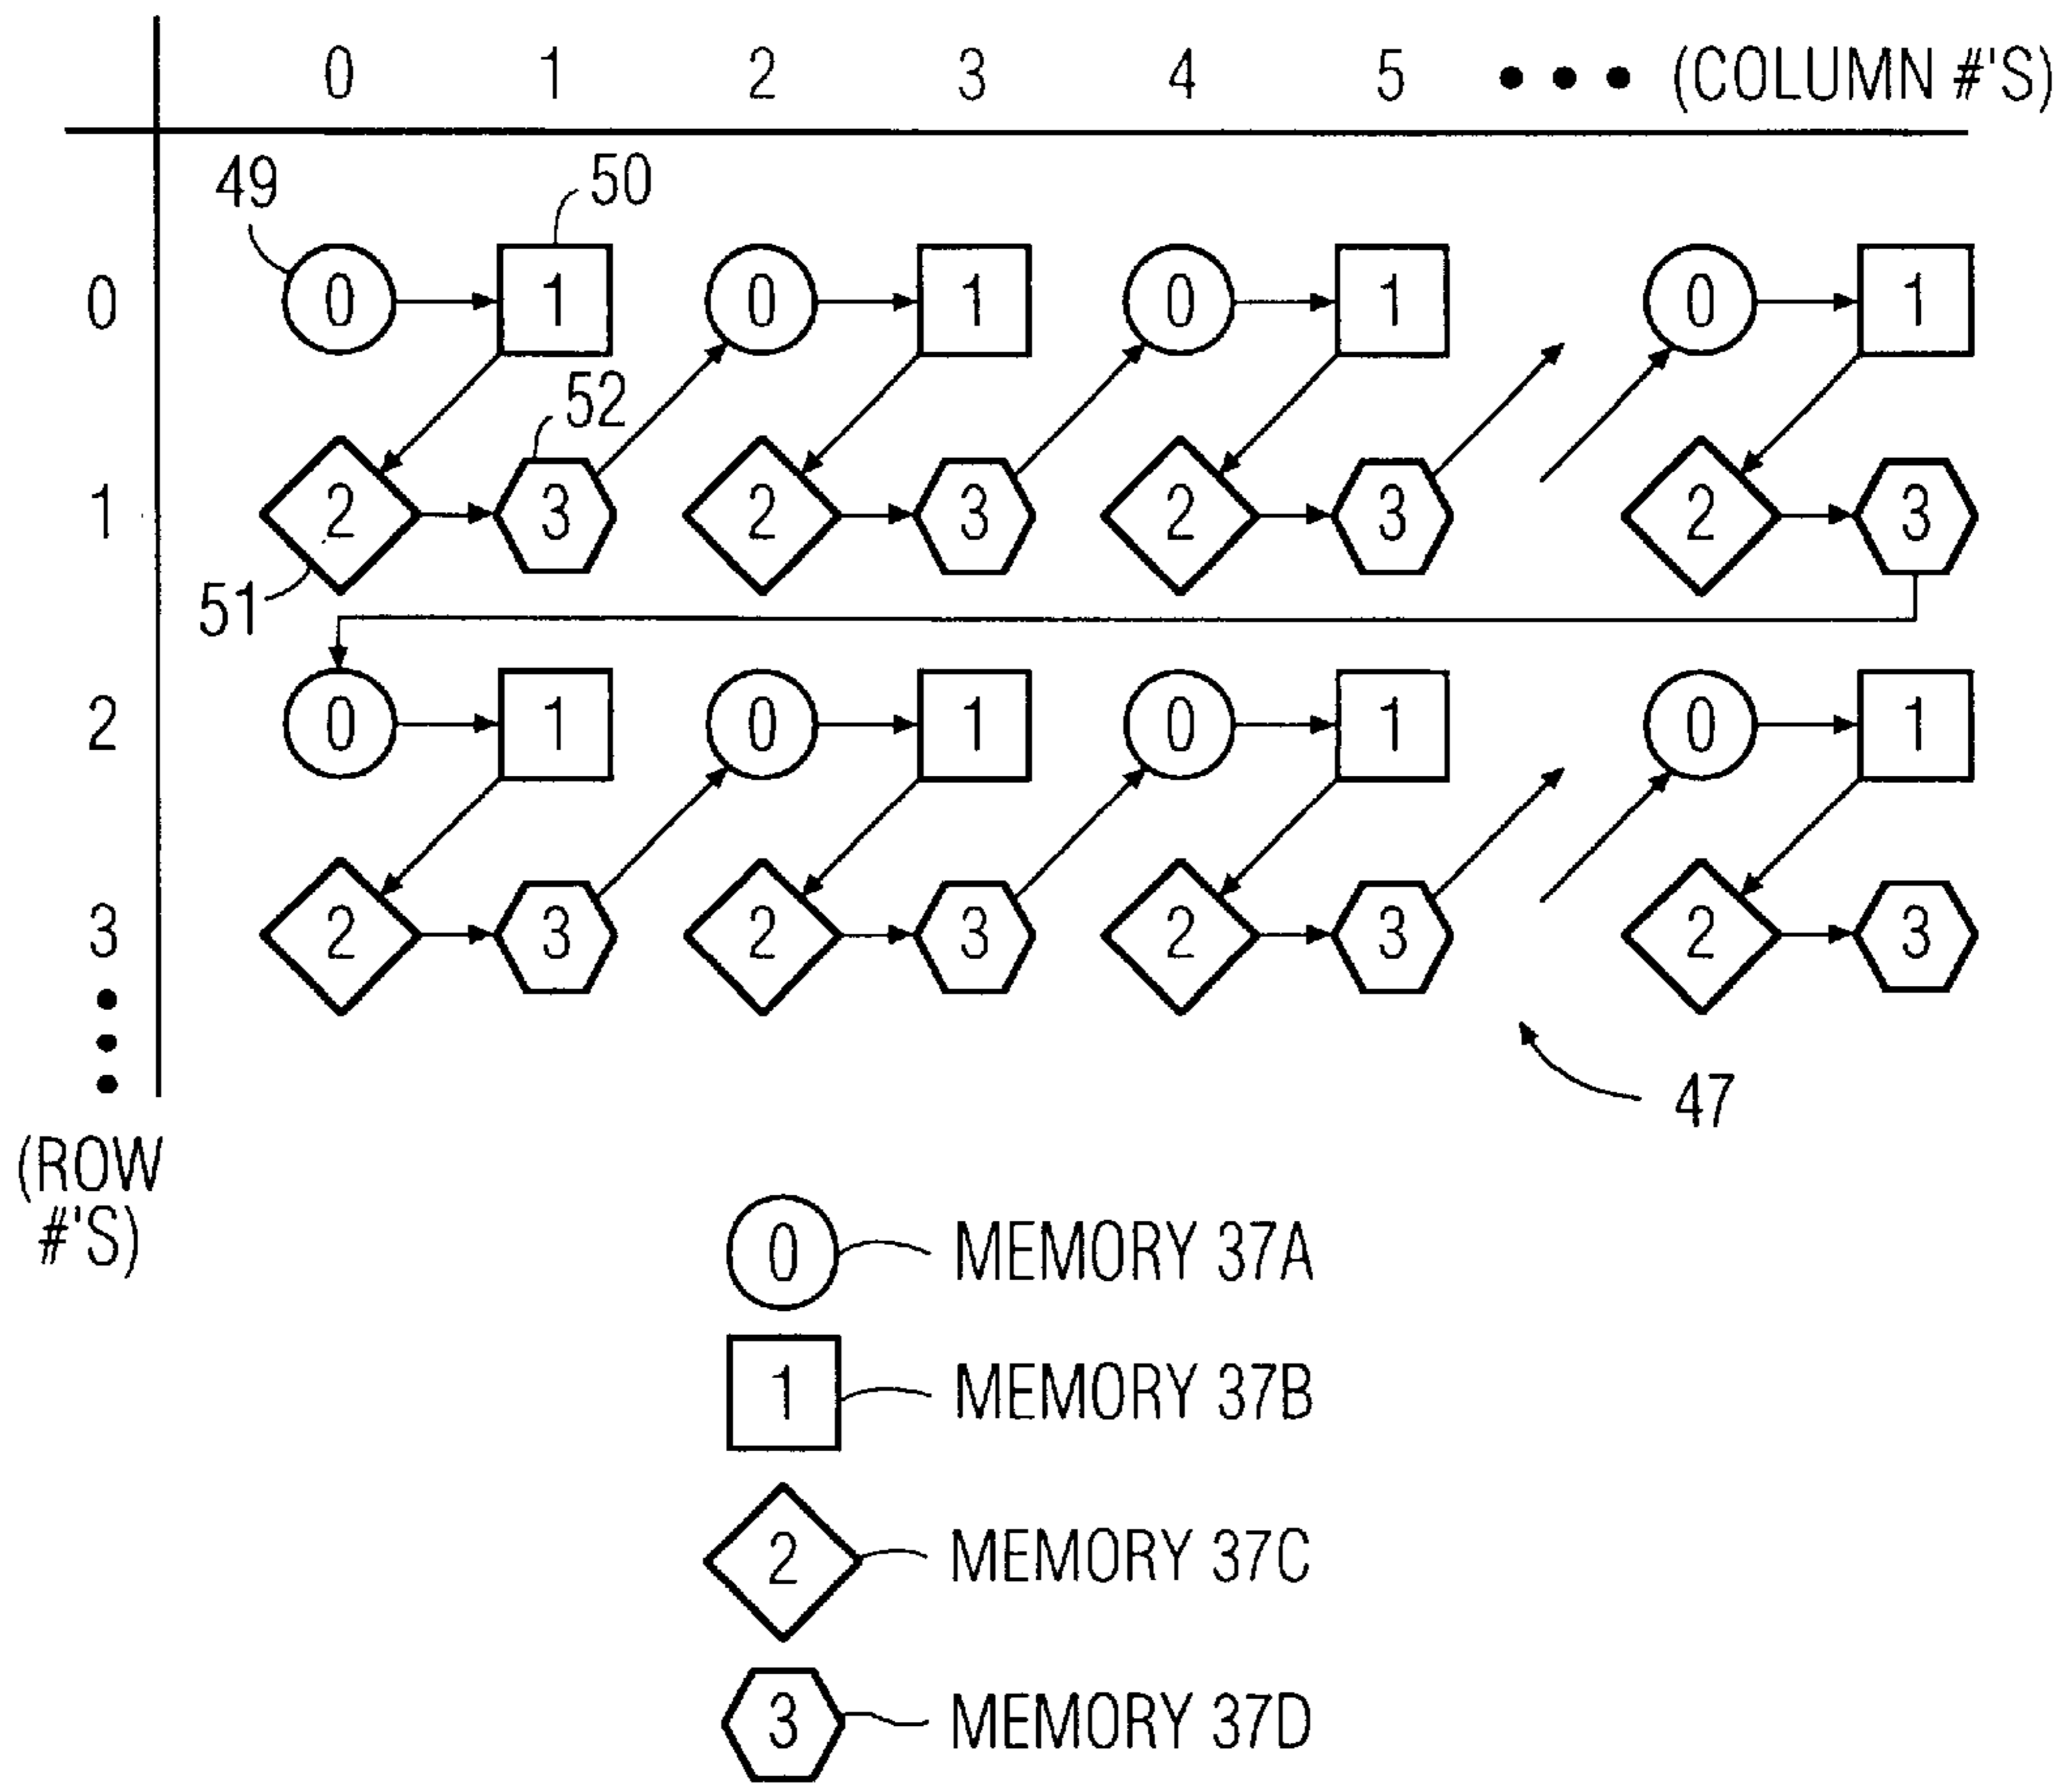 0 1 2 3 4 5 ••• (COLUMN #'S)
49 50
0 0 1 0 1 0 1 0 1
52
1 2 3 2 3 2 3 2 3
51
2 0 1 0 1 0 1 0 1
3 2 3 2 3 2 3 2 3
47
(ROW
#'S)
0 MEMORY 37A
1 MEMORY 37B
2 MEMORY 37C
3 MEMORY 37D